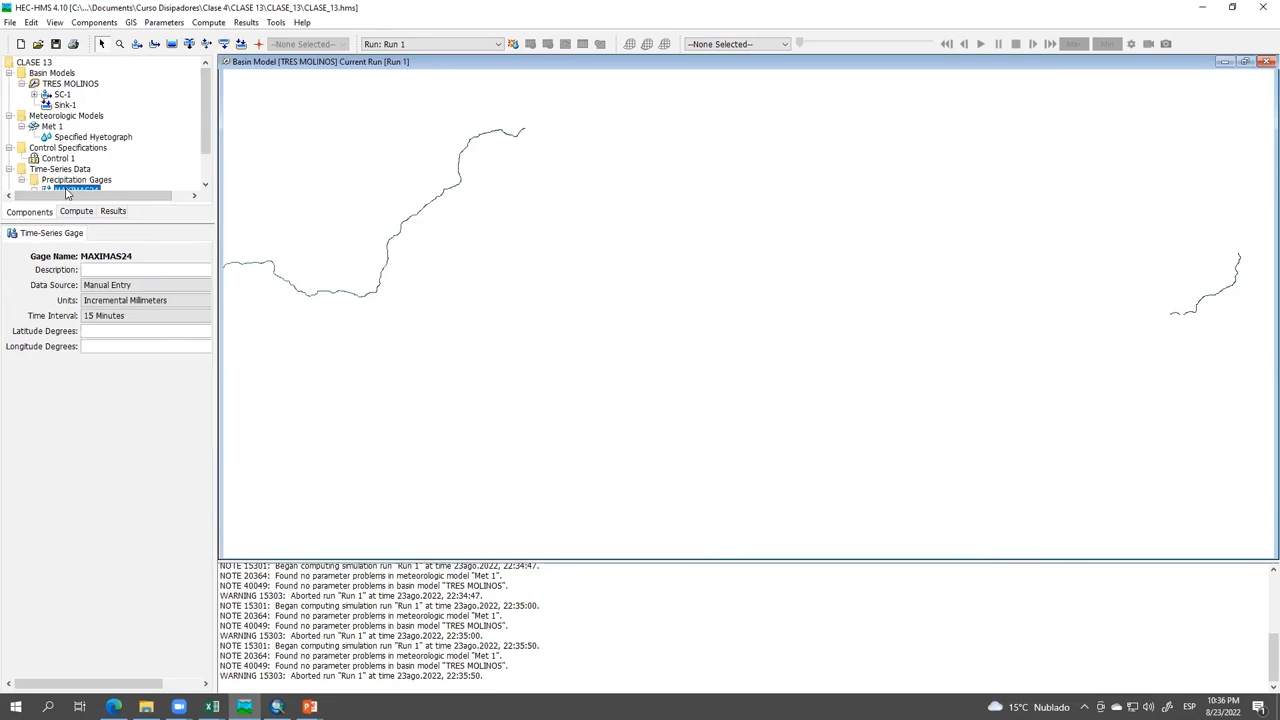 HEC-HMS 4.10 [C:\...\Documents\Curso Disipadores\Clase 4\CLASE 13\CLASE_13\CLASE_13.hms]
File Edit View Components GIS Parameters Compute Results Tools Help
--None Selected-- Run: Run 1 --None Selected--
CLASE 13
Basin Models
TRES MOLINOS
SC-1
Sink-1
Meteorologic Models
Met 1
Specified Hyetograph
Control Specifications
Control 1
Time-Series Data
Precipitation Gages
MAXIMAS24
Components Compute Results
Time-Series Gage
Gage Name: MAXIMAS24
Description:
Data Source: Manual Entry
Units: Incremental Millimeters
Time Interval: 15 Minutes
Latitude Degrees:
Longitude Degrees:
Basin Model [TRES MOLINOS] Current Run [Run 1]
NOTE 15301: Began computing simulation run "Run 1" at time 23ago.2022, 22:34:47.
NOTE 20364: Found no parameter problems in meteorologic model "Met 1".
NOTE 40049: Found no parameter problems in basin model "TRES MOLINOS".
WARNING 15303: Aborted run "Run 1" at time 23ago.2022, 22:34:47.
NOTE 15301: Began computing simulation run "Run 1" at time 23ago.2022, 22:35:00.
NOTE 20364: Found no parameter problems in meteorologic model "Met 1".
NOTE 40049: Found no parameter problems in basin model "TRES MOLINOS".
WARNING 15303: Aborted run "Run 1" at time 23ago.2022, 22:35:00.
NOTE 15301: Began computing simulation run "Run 1" at time 23ago.2022, 22:35:50.
NOTE 20364: Found no parameter problems in meteorologic model "Met 1".
NOTE 40049: Found no parameter problems in basin model "TRES MOLINOS".
WARNING 15303: Aborted run "Run 1" at time 23ago.2022, 22:35:50.
15°C Nublado
ESP
10:36 PM
8/23/2022